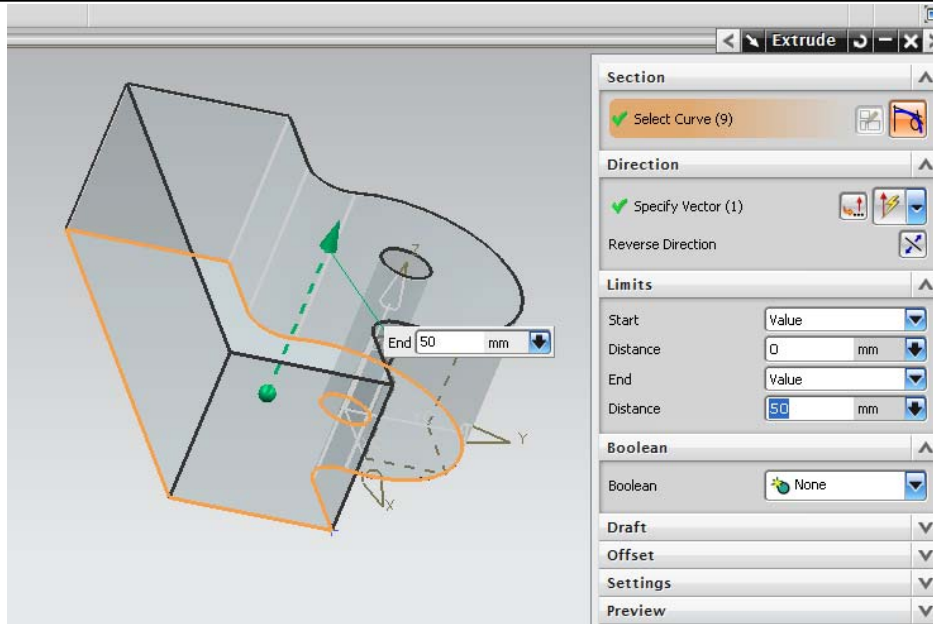 Extrude
Section
Select Curve (9)
Direction
Specify Vector (1)
Reverse Direction
Limits
Start Value
Distance 0 mm
End Value
Distance 50 mm
Boolean
Boolean None
Draft
Offset
Settings
Preview
Z
End 50 mm
Y
X